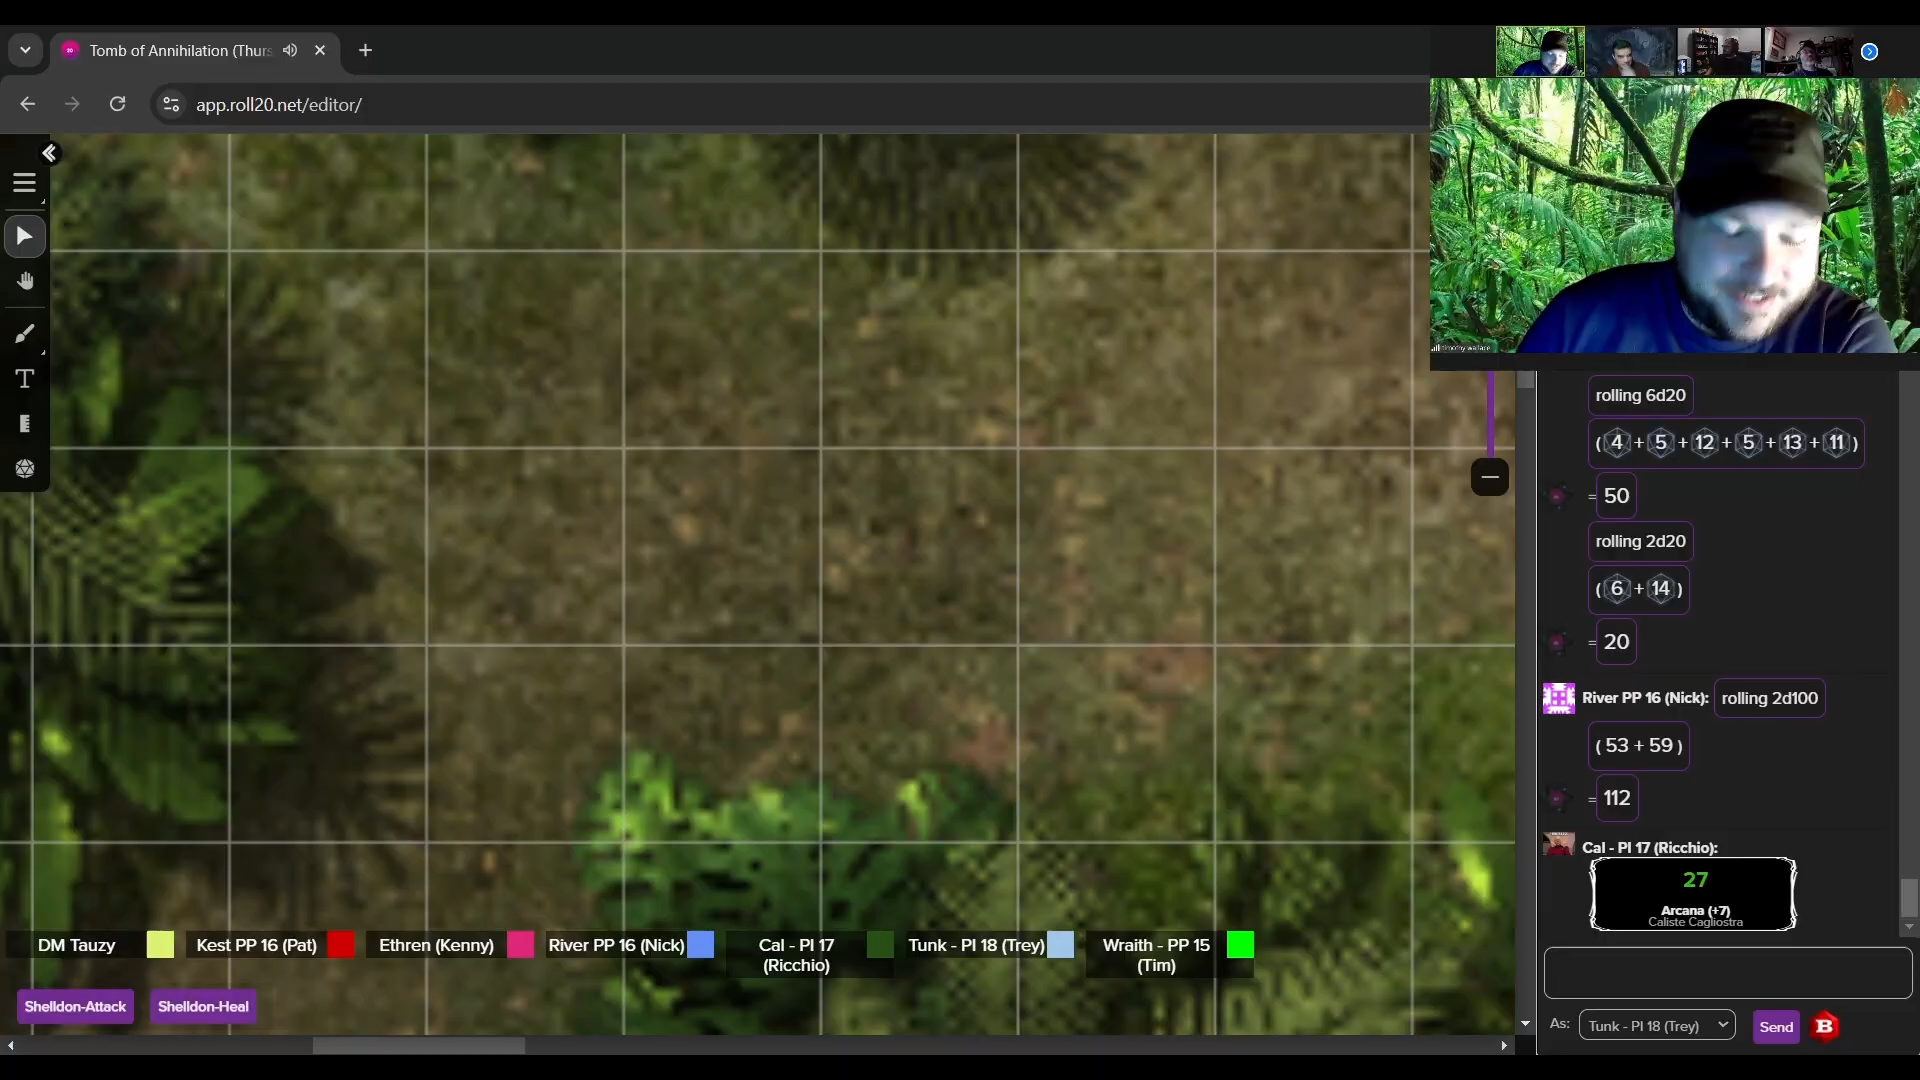 Tomb of Annihilation (Thurs
app.roll20.net/editor/
timothy wallace
rolling 6d20
(4+5+12+5+13+11)
=50
rolling 2d20
(6+14)
=20
River PP 16 (Nick): rolling 2d100
(53+59)
=112
Cal - PI 17 (Ricchio):
27
Arcana (+7)
Caliste Cagliostra
DM Tauzy
Kest PP 16 (Pat)
Ethren (Kenny)
River PP 16 (Nick)
Cal - PI 17
(Ricchio)
Tunk - PI 18 (Trey)
Wraith - PP 15
(Tim)
Shelldon-Attack
Shelldon-Heal
As:
Tunk - PI 18 (Trey)
Send
B